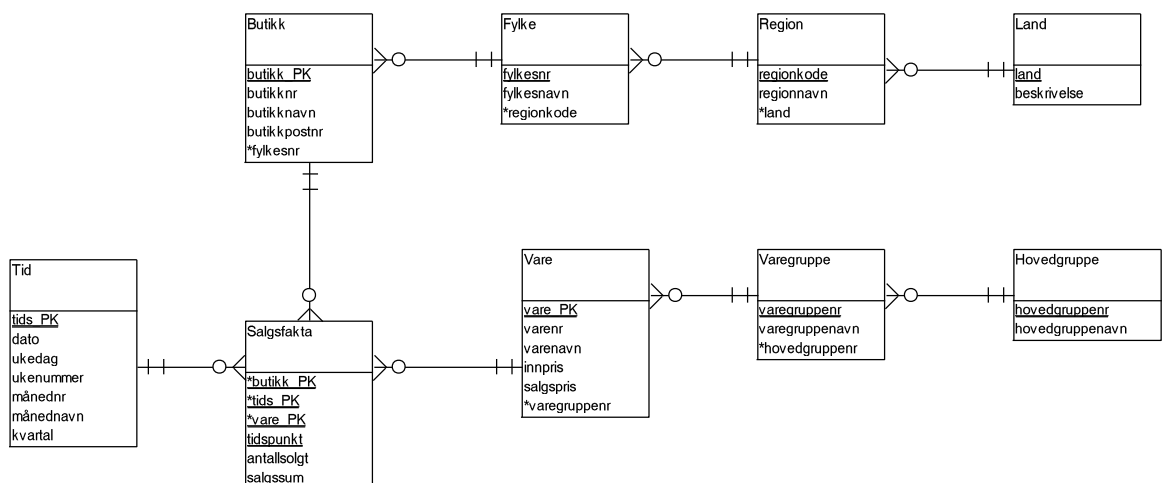 Butikk
butikk_PK
butikknr
butikknavn
butikkpostnr
*fylkesnr
Fylke
fylkesnr
fylkesnavn
*regionkode
Region
regionkode
regionnavn
*land
Land
land
beskrivelse
Tid
tids_PK
dato
ukedag
ukenummer
månednr
månednavn
kvartal
Salgsfakta
*butikk_PK
*tids_PK
*vare_PK
tidspunkt
antallsolgt
salgssum
Vare
vare_PK
varenr
varenavn
innpris
salgspris
*varegruppenr
Varegruppe
varegruppenr
varegruppenavn
*hovedgruppenr
Hovedgruppe
hovedgruppenr
hovedgruppenavn